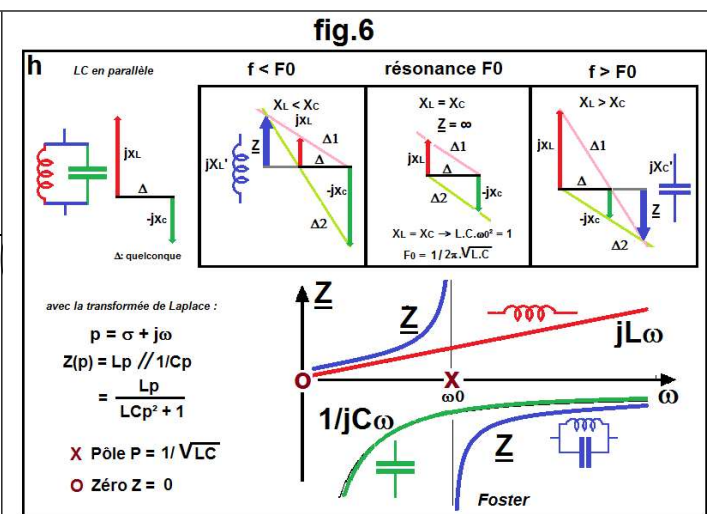 fig.6
h
LC en parallèle
jXL
Δ
-jXc
Δ: quelconque
f < F0
XL < XC
jXL
Z
jXL'
Δ1
Δ
-jXc
Δ2
résonance F0
XL = XC
Z = ∞
Δ1
jXL
Δ
-jXc
Δ2
XL = XC → L.C.ω0² = 1
F0 = 1/2π.√L.C
f > F0
XL > XC
jXL
Δ1
jXC'
Δ
-jXc
Z
Δ2
avec la transformée de Laplace :
p = σ + jω
Z(p) = Lp // 1/Cp
= Lp
LCp² + 1
X Pôle P = 1/ √LC
O Zéro Z = 0
Z
Z
jLω
O
X
ω0
ω
1/jCω
Z
Foster